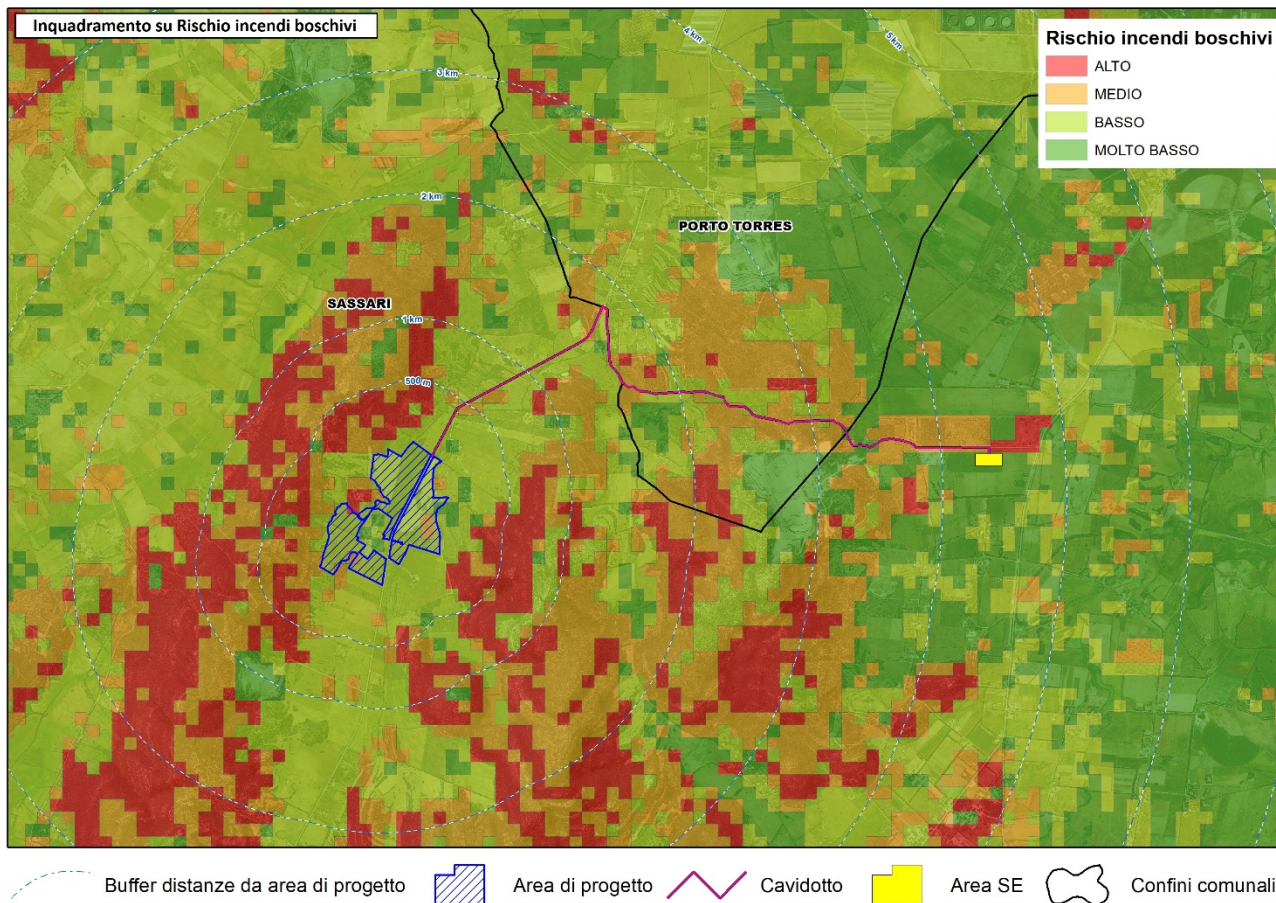 Inquadramento su Rischio incendi boschivi
Rischio incendi boschivi
ALTO
MEDIO
BASSO
MOLTO BASSO
4 km
5 km
3 km
2 km
PORTO TORRES
SASSARI
1 km
500 m
Buffer distanze da area di progetto
Area di progetto
Cavidotto
Area SE
Confini comunali